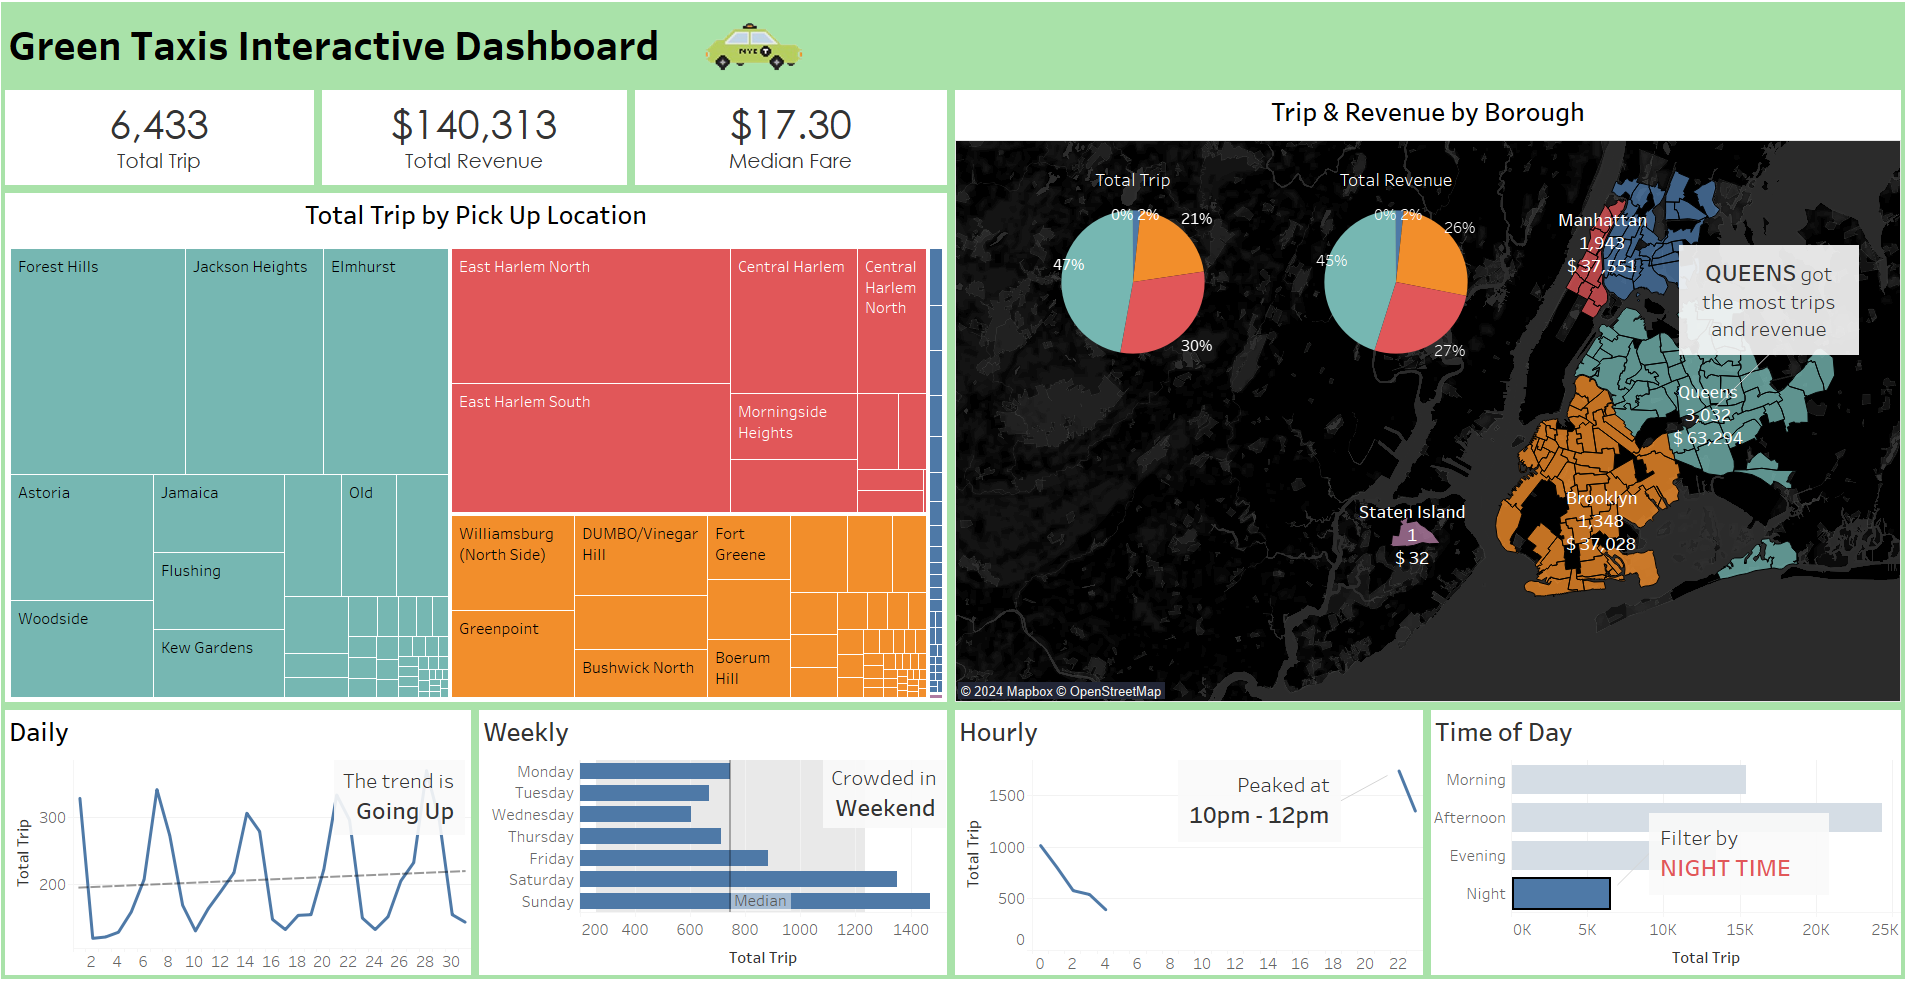 Green Taxis Interactive Dashboard
NYC T
6,433
Total Trip
$140,313
Total Revenue
$17.30
Median Fare
Total Trip by Pick Up Location
Forest Hills
Jackson Heights
Elmhurst
Astoria
Jamaica
Old
Flushing
Woodside
Kew Gardens
East Harlem North
Central Harlem
Central
Harlem
North
East Harlem South
Morningside
Heights
Williamsburg
(North Side)
DUMBO/Vinegar
Hill
Fort
Greene
Greenpoint
Bushwick North
Boerum
Hill
Trip & Revenue by Borough
Total Trip
0% 2%
21%
47%
30%
Total Revenue
0% 2%
26%
45%
27%
Manhattan
1,943
$ 37,551
QUEENS got
the most trips
and revenue
Queens
3,032
$ 63,294
Brooklyn
1,348
$ 37,028
Staten Island
1
$ 32
© 2024 Mapbox © OpenStreetMap
Daily
The trend is
Going Up
Total Trip
300
200
2 4 6 8 10 12 14 16 18 20 22 24 26 28 30
Weekly
Monday
Tuesday
Wednesday
Thursday
Friday
Saturday
Sunday
Crowded in
Weekend
Median
200 400 600 800 1000 1200 1400
Total Trip
Hourly
Peaked at
10pm - 12pm
Total Trip
1500
1000
500
0
0 2 4 6 8 10 12 14 16 18 20 22
Time of Day
Morning
Afternoon
Evening
Night
Filter by
NIGHT TIME
0K 5K 10K 15K 20K 25K
Total Trip